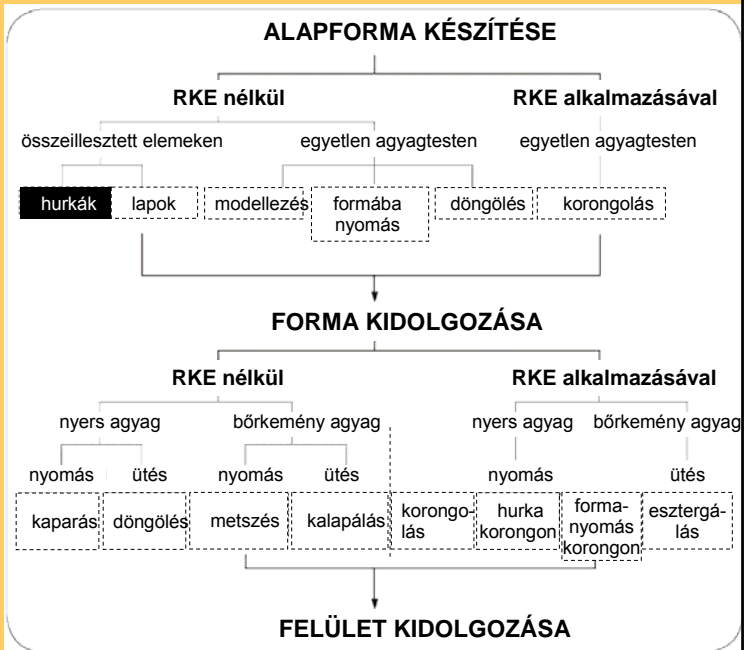 ALAPFORMA KÉSZÍTÉSE
RKE nélkül
RKE alkalmazásával
összeillesztett elemeken
egyetlen agyagtesten
egyetlen agyagtesten
hurkák
lapok
modellezés
formába
nyomás
döngölés
korongolás
FORMA KIDOLGOZÁSA
RKE nélkül
RKE alkalmazásával
nyers agyag
bőrkemény agyag
nyers agyag
bőrkemény agyag
nyomás
ütés
nyomás
ütés
nyomás
ütés
kaparás
döngölés
metszés
kalapálás
korongo-
lás
hurka
korongon
forma-
nyomás
korongon
esztergá-
lás
FELÜLET KIDOLGOZÁSA